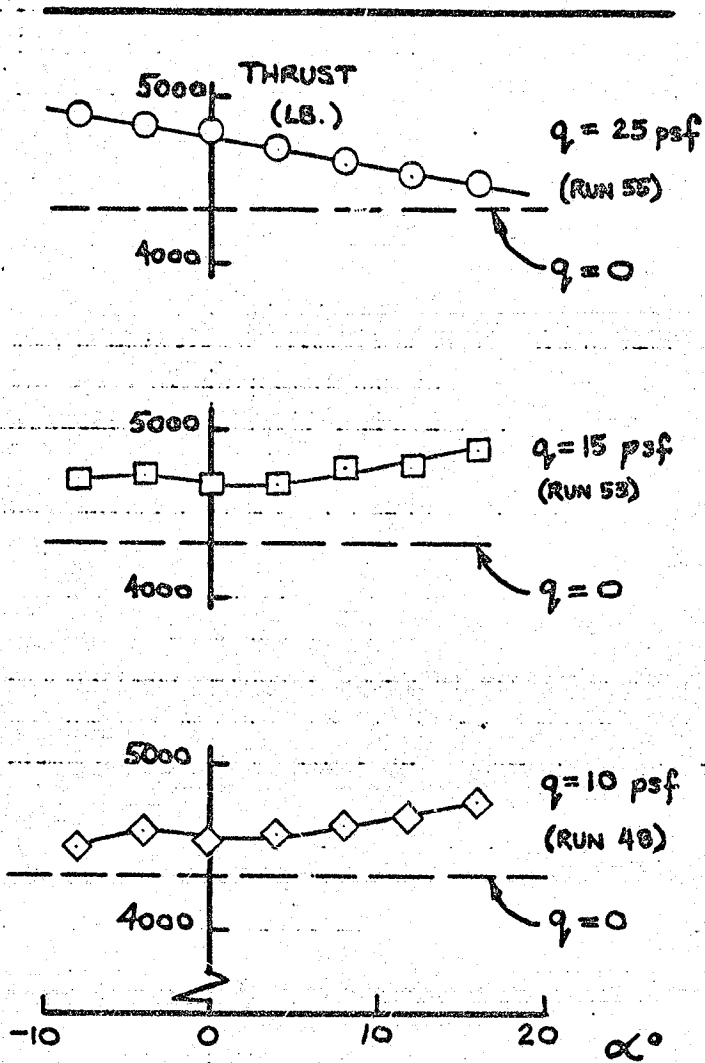 THRUST
5000
(LB.)
q = 25 psf
(RUN 55)
4000
q = 0
5000
q = 15 psf
(RUN 53)
4000
q = 0
5000
q = 10 psf
(RUN 48)
4000
q = 0
-10 0 10 20 α°